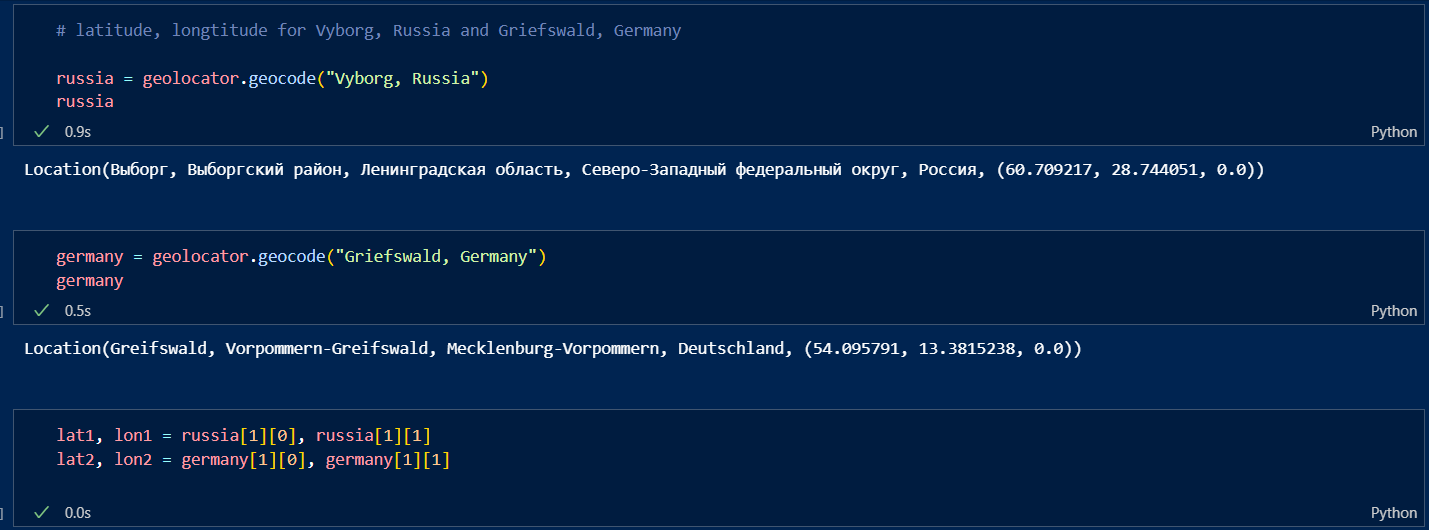 # latitude, longtitude for Vyborg, Russia and Griefswald, Germany
russia = geolocator.geocode("Vyborg, Russia")
russia
] ✓ 0.9s Python
Location(Выборг, Выборгский район, Ленинградская область, Северо-Западный федеральный округ, Россия, (60.709217, 28.744051, 0.0))
germany = geolocator.geocode("Griefswald, Germany")
germany
] ✓ 0.5s Python
Location(Greifswald, Vorpommern-Greifswald, Mecklenburg-Vorpommern, Deutschland, (54.095791, 13.3815238, 0.0))
lat1, lon1 = russia[1][0], russia[1][1]
lat2, lon2 = germany[1][0], germany[1][1]
] ✓ 0.0s Python